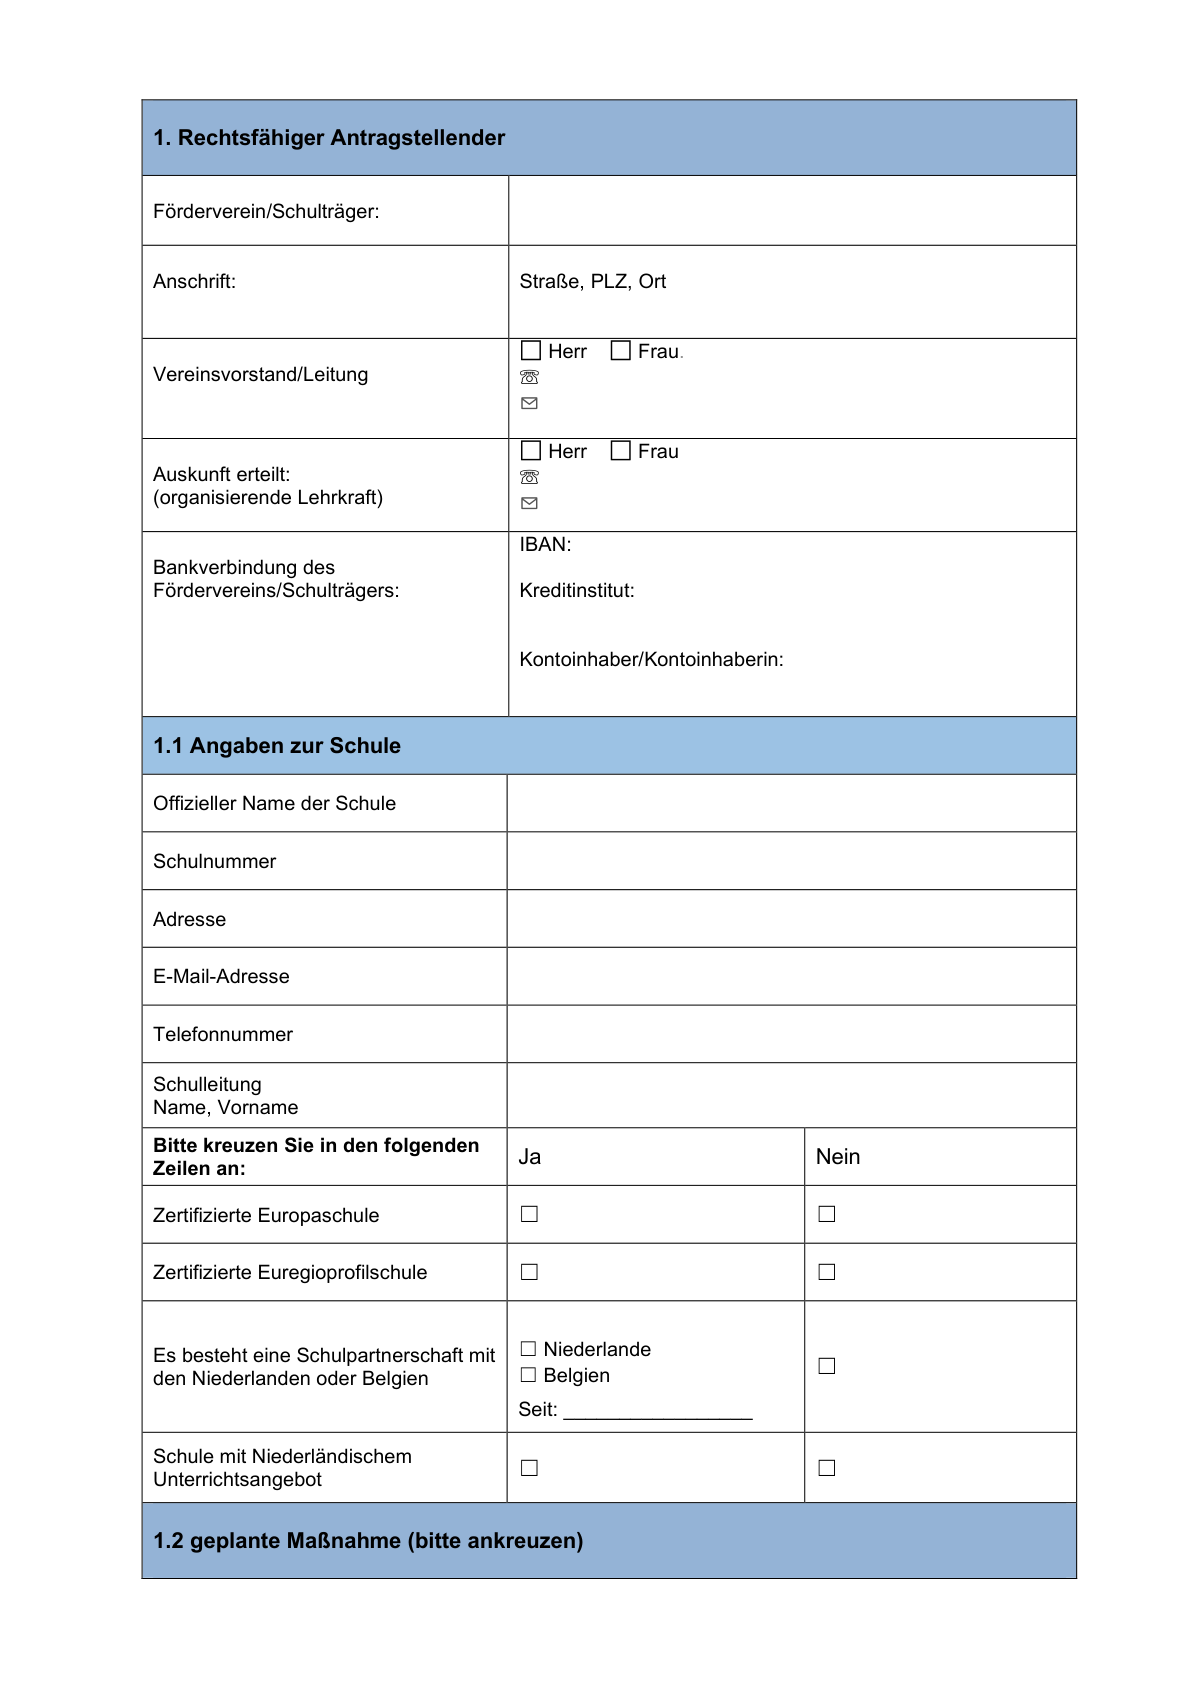 1. Rechtsfähiger Antragstellender
Förderverein/Schulträger:
Anschrift:
Straße, PLZ, Ort
Vereinsvorstand/Leitung
☐ Herr ☐ Frau.
☏
✉
Auskunft erteilt:
(organisierende Lehrkraft)
☐ Herr ☐ Frau
☏
✉
Bankverbindung des
Fördervereins/Schulträgers:
IBAN:
Kreditinstitut:
Kontoinhaber/Kontoinhaberin:
1.1 Angaben zur Schule
Offizieller Name der Schule
Schulnummer
Adresse
E-Mail-Adresse
Telefonnummer
Schulleitung
Name, Vorname
Bitte kreuzen Sie in den folgenden
Zeilen an:
Ja
Nein
Zertifizierte Europaschule
☐ ☐
Zertifizierte Euregioprofilschule
☐ ☐
Es besteht eine Schulpartnerschaft mit
den Niederlanden oder Belgien
☐ Niederlande
☐ Belgien
Seit: _________________
☐
Schule mit Niederländischem
Unterrichtsangebot
☐ ☐
1.2 geplante Maßnahme (bitte ankreuzen)